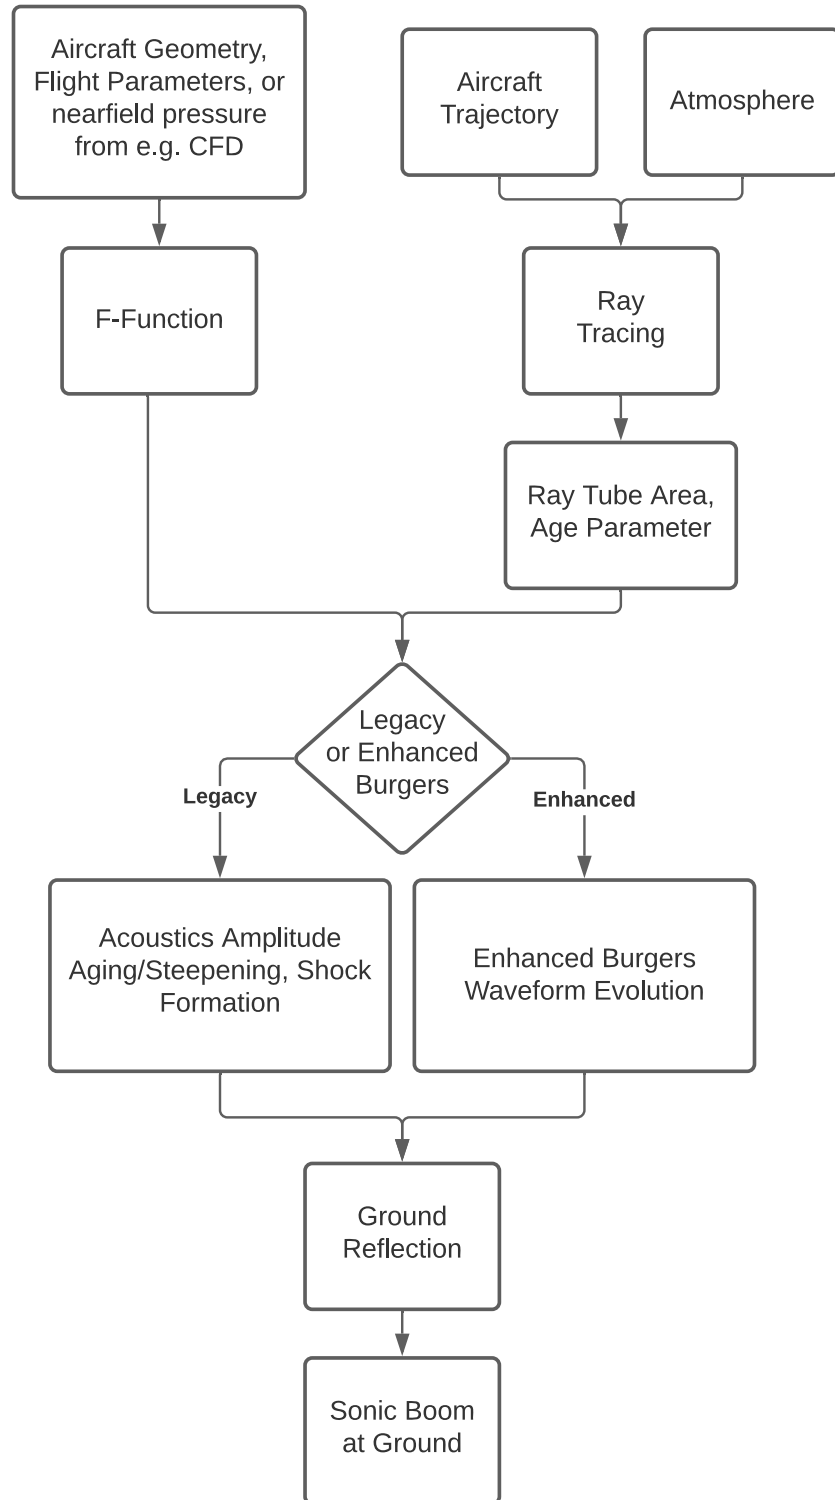 Aircraft Geometry,
Flight Parameters, or
nearfield pressure
from e.g. CFD
Aircraft
Trajectory
Atmosphere
F-Function
Ray
Tracing
Ray Tube Area,
Age Parameter
Legacy
or Enhanced
Burgers
Legacy
Enhanced
Acoustics Amplitude
Aging/Steepening, Shock
Formation
Enhanced Burgers
Waveform Evolution
Ground
Reflection
Sonic Boom
at Ground